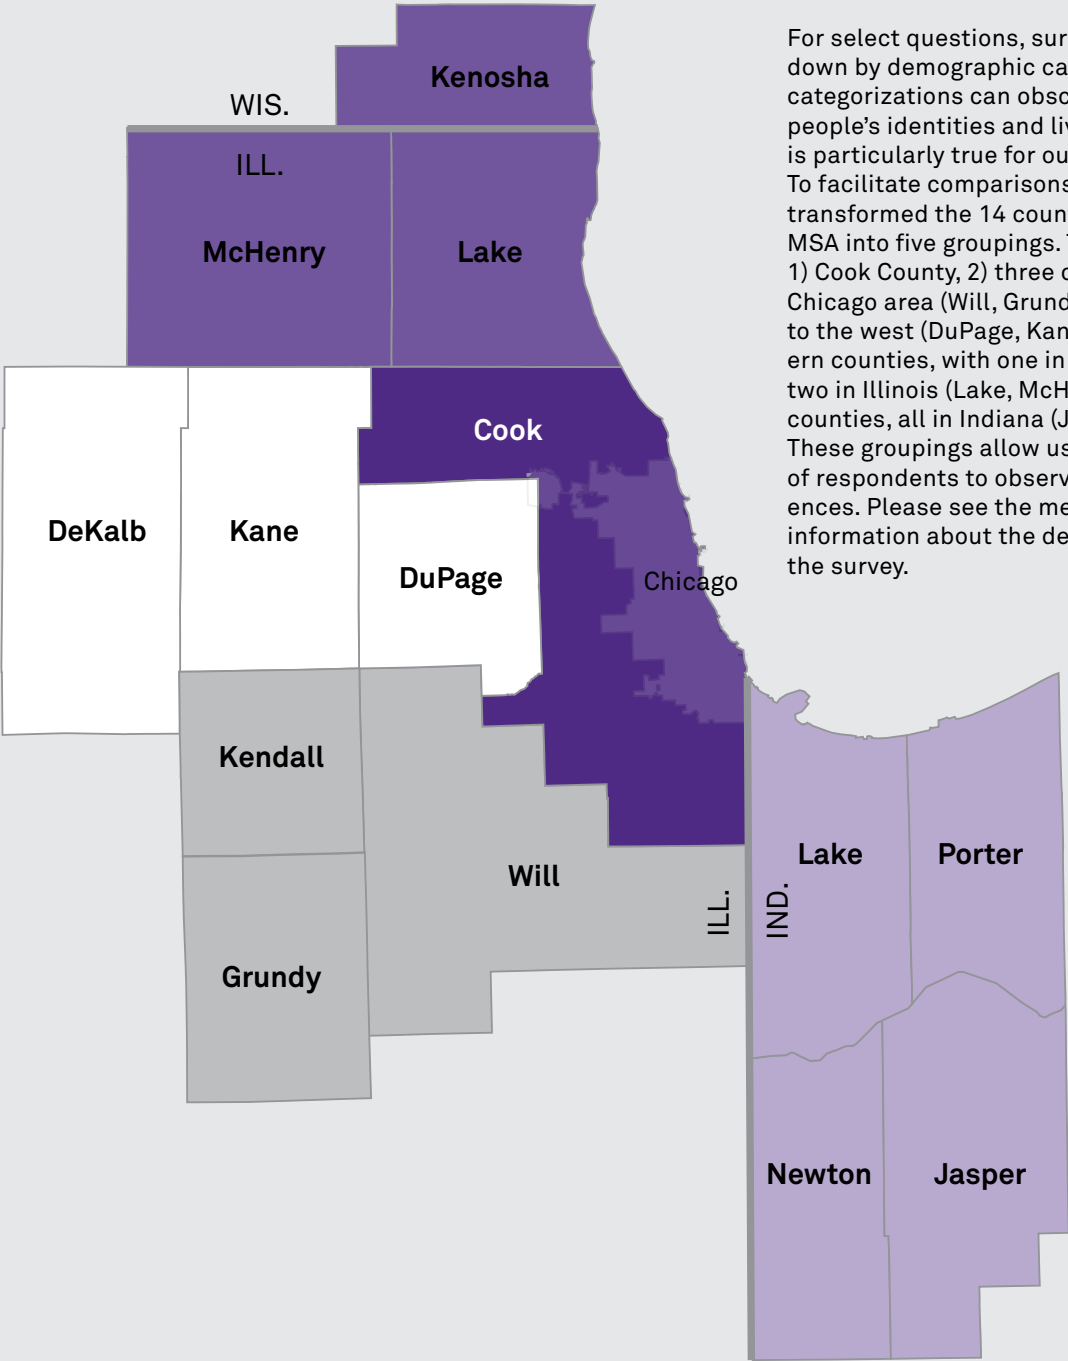 Kenosha
WIS.
ILL.
McHenry
Lake
Cook
DeKalb
Kane
DuPage
Chicago
Kendall
Will
Grundy
ILL.
IND.
Lake
Porter
Newton
Jasper
For select questions, sur
down by demographic ca
categorizations can obsc
people’s identities and liv
is particularly true for ou
To facilitate comparisons
transformed the 14 coun
MSA into five groupings. T
1) Cook County, 2) three c
Chicago area (Will, Grund
to the west (DuPage, Kan
ern counties, with one in
two in Illinois (Lake, McH
counties, all in Indiana (J
These groupings allow us
of respondents to observ
ences. Please see the me
information about the de
the survey.